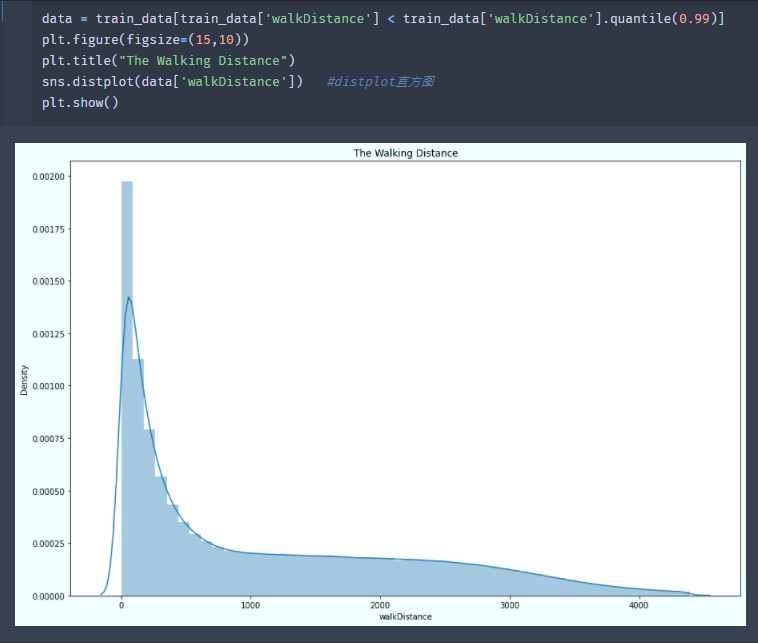 data = train_data[train_data['walkDistance'] < train_data['walkDistance'].quantile(0.99)]
plt.figure(figsize=(15,10))
plt.title("The Walking Distance")
sns.distplot(data['walkDistance'])   #distplot直方图
plt.show()
The Walking Distance
0.00200
0.00175
0.00150
0.00125
0.00100
0.00075
0.00050
0.00025
0.00000
Density
0 1000 2000 3000 4000
walkDistance